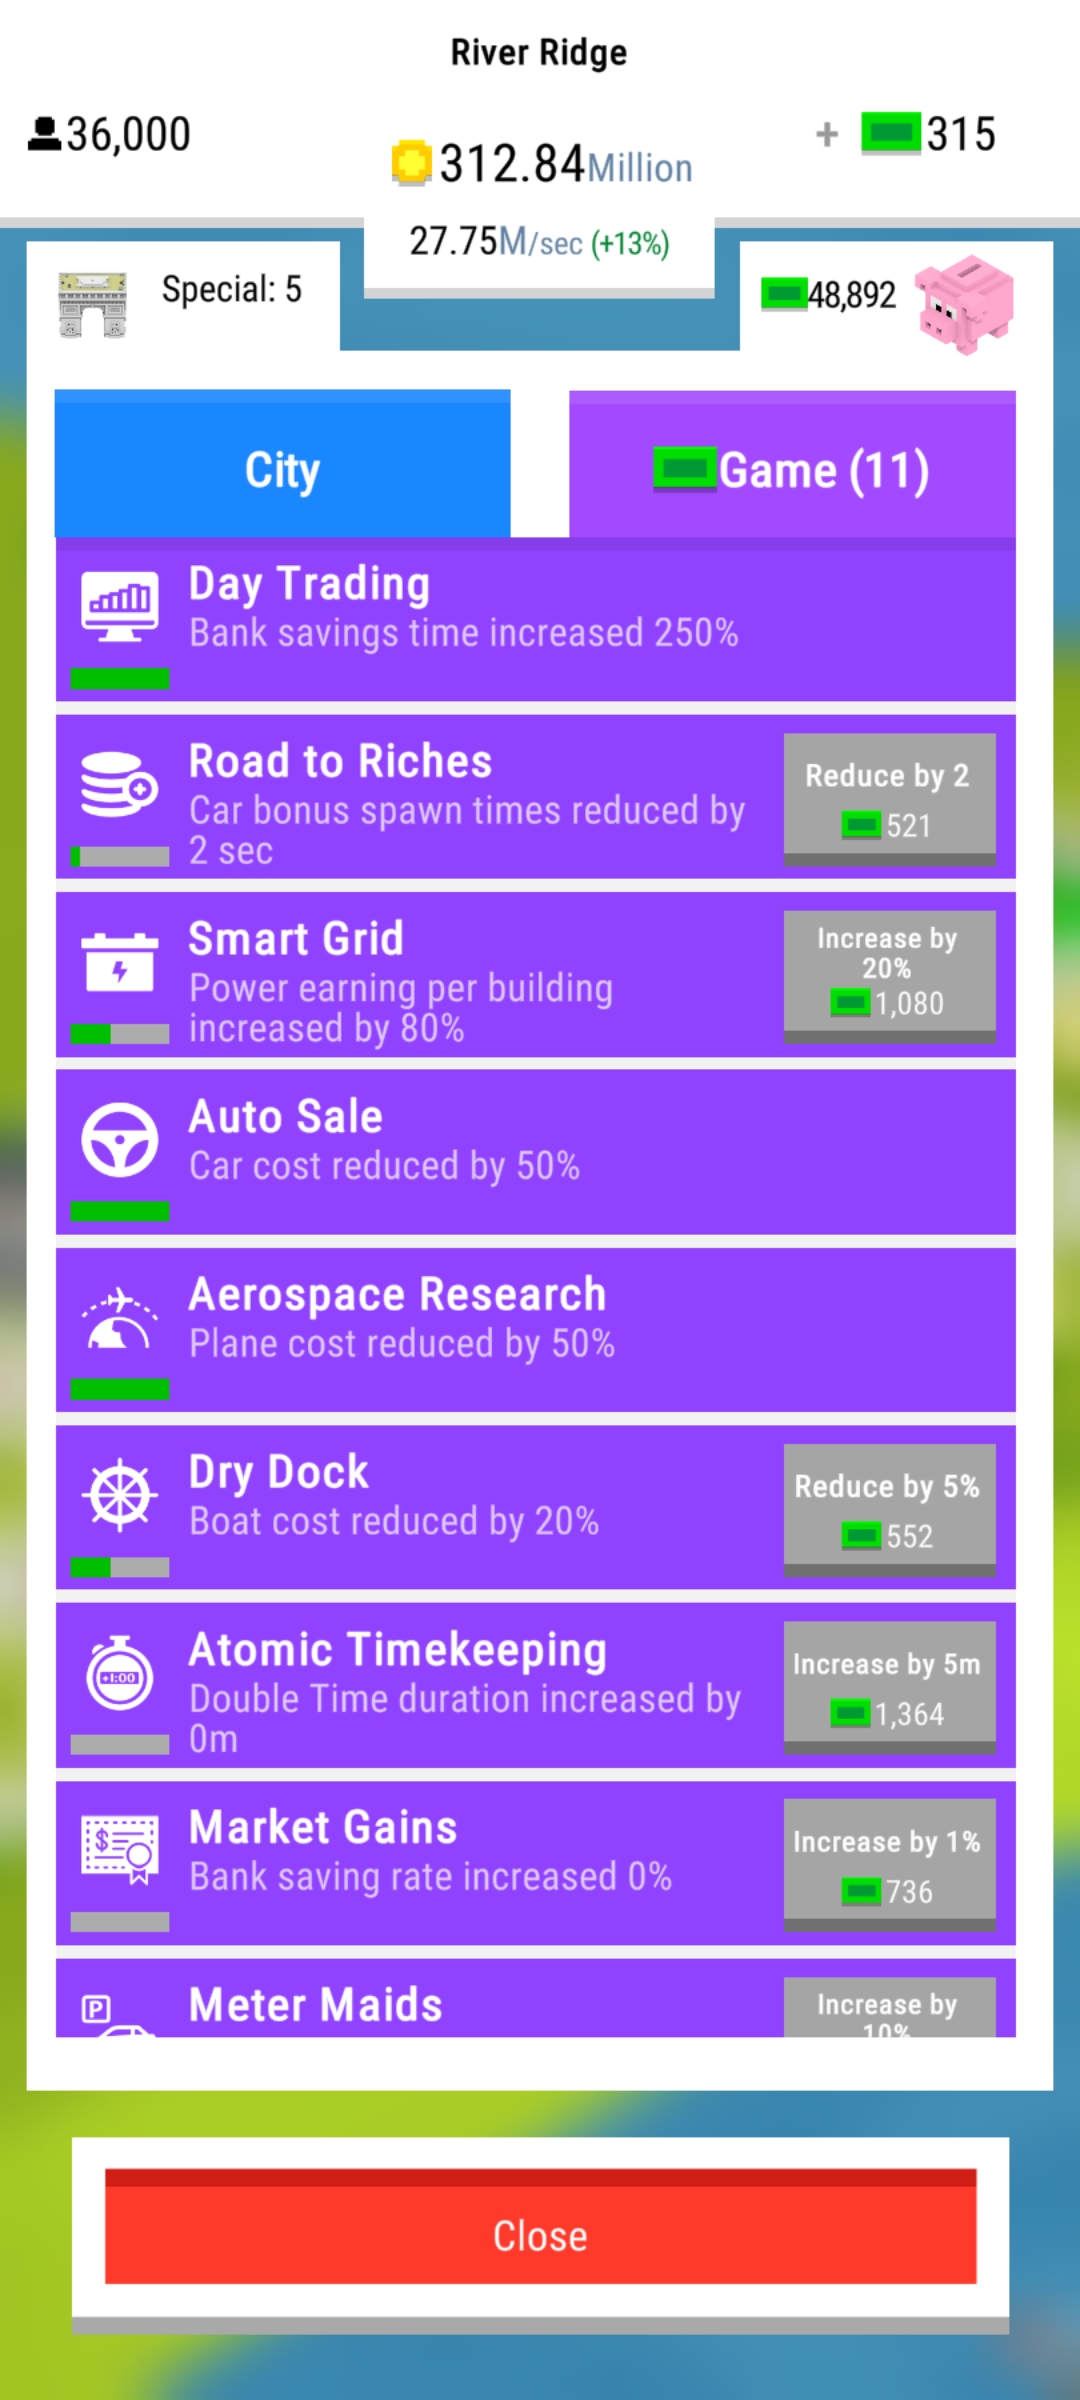 River Ridge
36,000
312.84Million
+ 315
27.75M/sec (+13%)
Special: 5
48,892
City
Game (11)
Day Trading
Bank savings time increased 250%
Road to Riches
Car bonus spawn times reduced by
2 sec
Reduce by 2
521
Smart Grid
Power earning per building
increased by 80%
Increase by
20%
1,080
Auto Sale
Car cost reduced by 50%
Aerospace Research
Plane cost reduced by 50%
Dry Dock
Boat cost reduced by 20%
Reduce by 5%
552
+1:00
Atomic Timekeeping
Double Time duration increased by
0m
Increase by 5m
1,364
$
Market Gains
Bank saving rate increased 0%
Increase by 1%
736
P
Meter Maids
Increase by
10%
Close